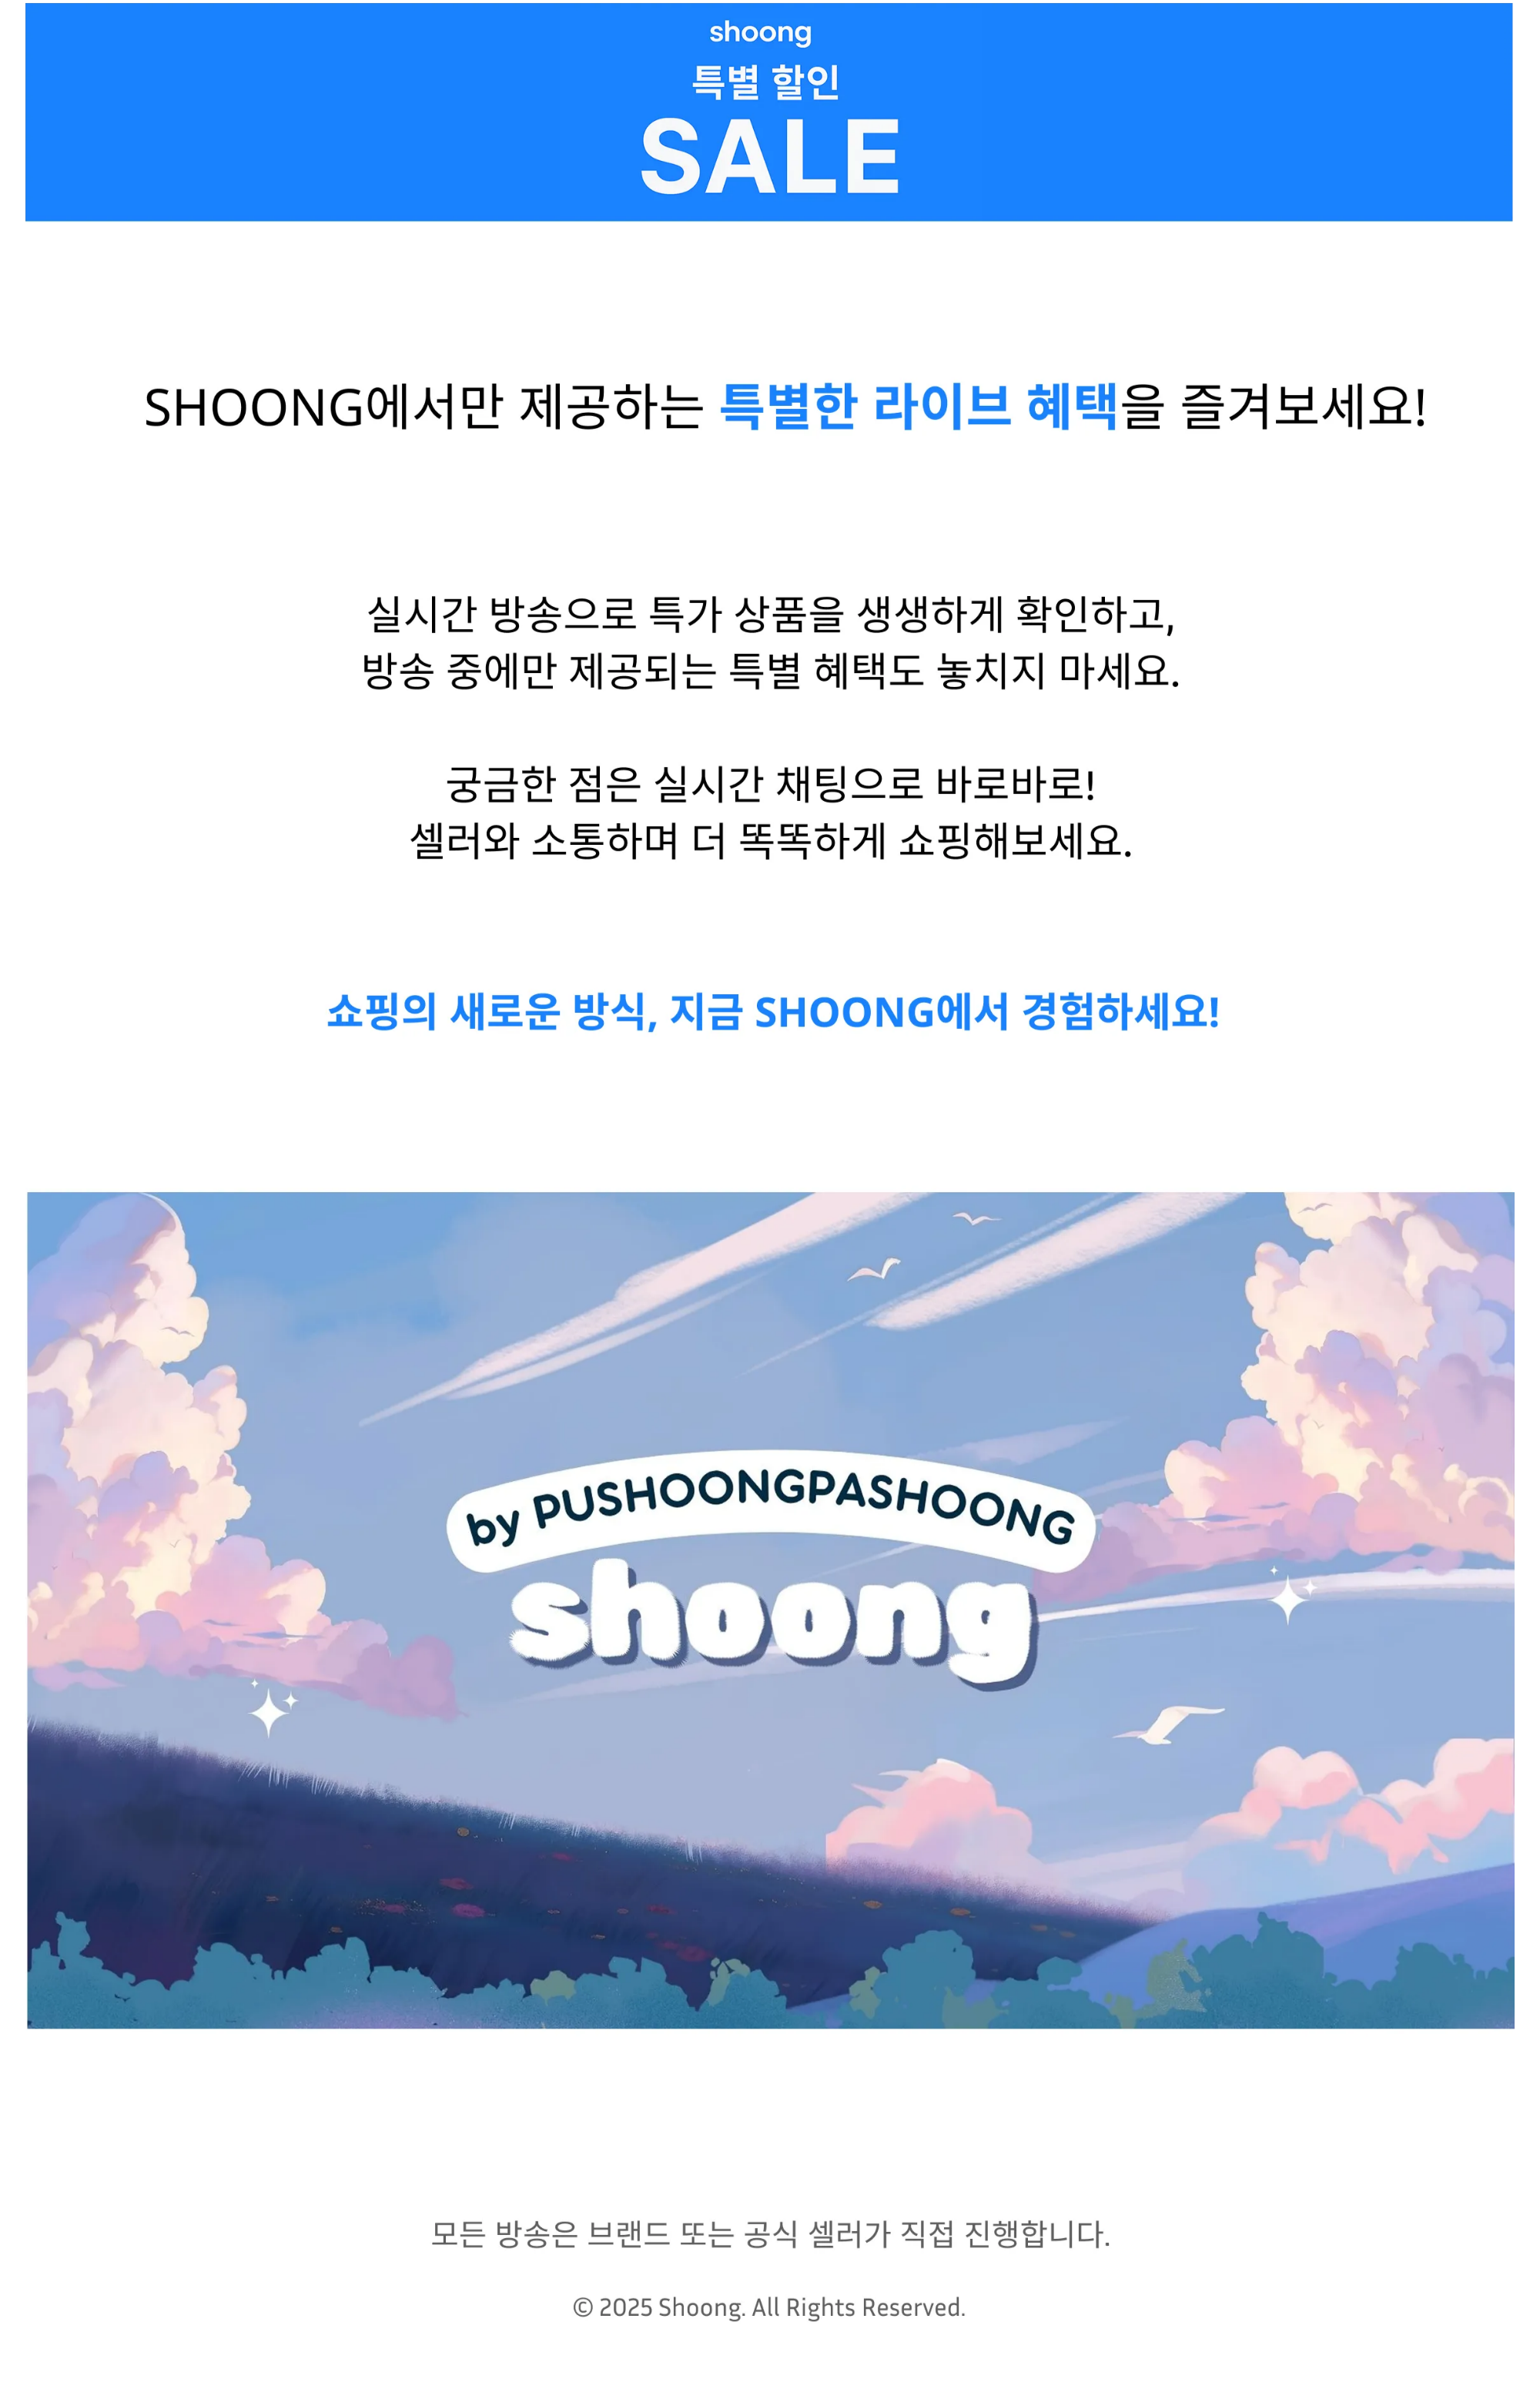 shoong
특별 할인
SALE
SHOONG에서만 제공하는 특별한 라이브 혜택을 즐겨보세요!
실시간 방송으로 특가 상품을 생생하게 확인하고,
방송 중에만 제공되는 특별 혜택도 놓치지 마세요.
궁금한 점은 실시간 채팅으로 바로바로!
셀러와 소통하며 더 똑똑하게 쇼핑해보세요.
쇼핑의 새로운 방식, 지금 SHOONG에서 경험하세요!
by PUSHOONGPASHOONG
shoong
모든 방송은 브랜드 또는 공식 셀러가 직접 진행합니다.
© 2025 Shoong. All Rights Reserved.